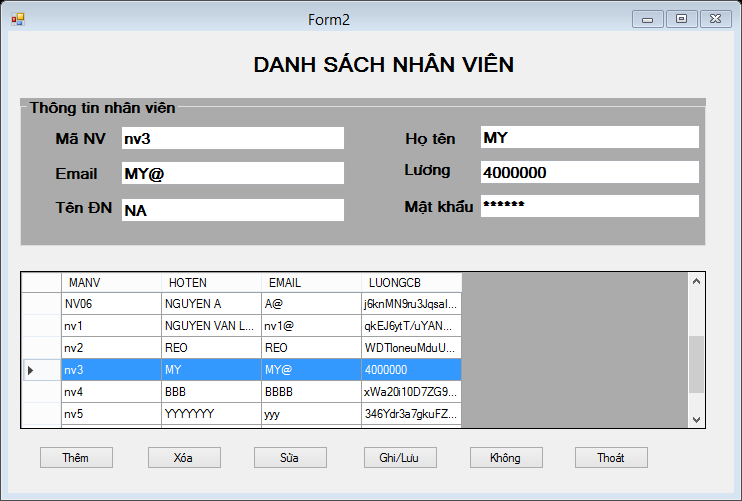 Form2
DANH SÁCH NHÂN VIÊN
Thông tin nhân viên
Mã NV nv3 Họ tên MY
Email MY@ Lương 4000000
Tên ĐN NA Mật khẩu ******
MANV HOTEN EMAIL LUONGCB
NV06 NGUYEN A A@ j6knMN9ru3Jqsal...
nv1 NGUYEN VAN L... nv1@ qkEJ6ytT/uYAN...
nv2 REO REO WDTloneuMduU...
nv3 MY MY@ 4000000
nv4 BBB BBBB xWa20i10D7ZG9...
nv5 YYYYYYY yyy 346Ydr3a7gkuFZ...
Thêm Xóa Sửa Ghi/Lưu Không Thoát